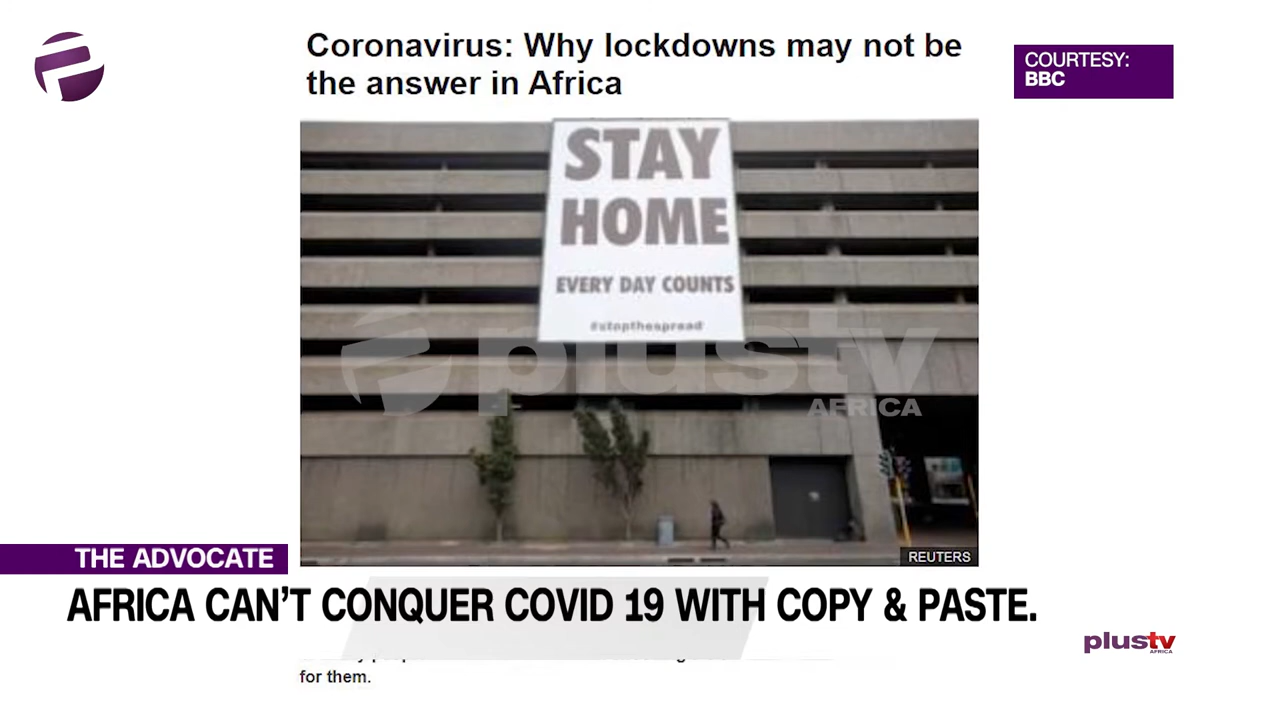 Coronavirus: Why lockdowns may not be
the answer in Africa
COURTESY:
BBC
STAY
HOME
EVERY DAY COUNTS
#stopthespread
plustv
AFRICA
REUTERS
THE ADVOCATE
AFRICA CAN'T CONQUER COVID 19 WITH COPY & PASTE.
plustv
AFRICA
for them.